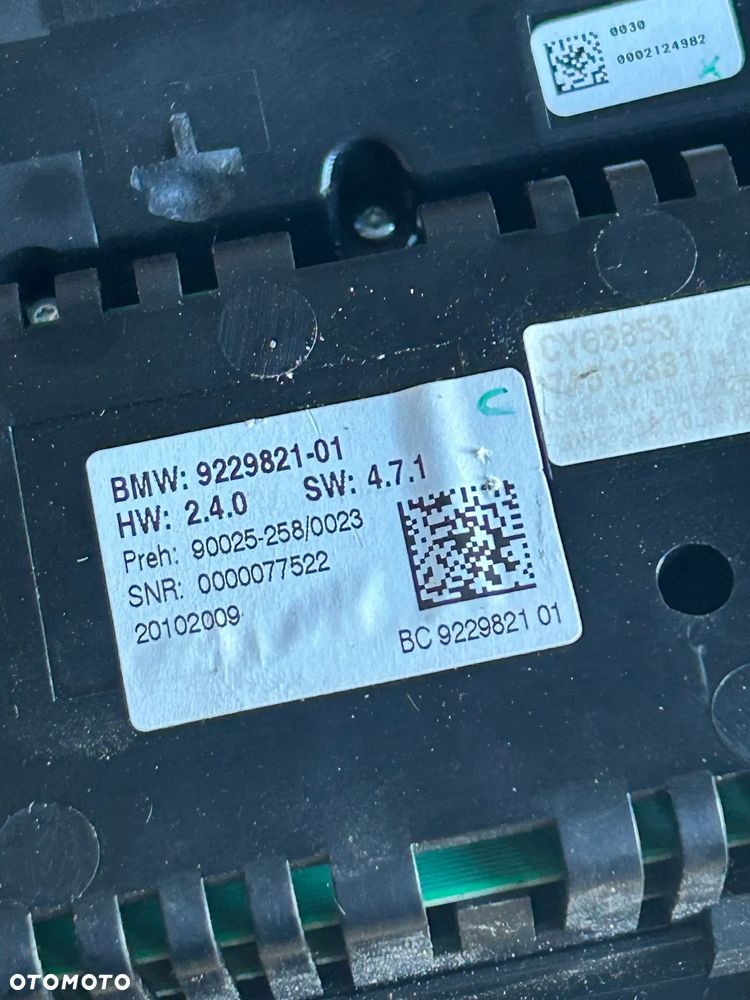 0030
0002124982
CV63853
BMW: 9229821-01
HW: 2.4.0 SW: 4.7.1
Preh: 90025-258/0023
SNR: 0000077522
20102009
BC 9229821 01
OTOMOTO